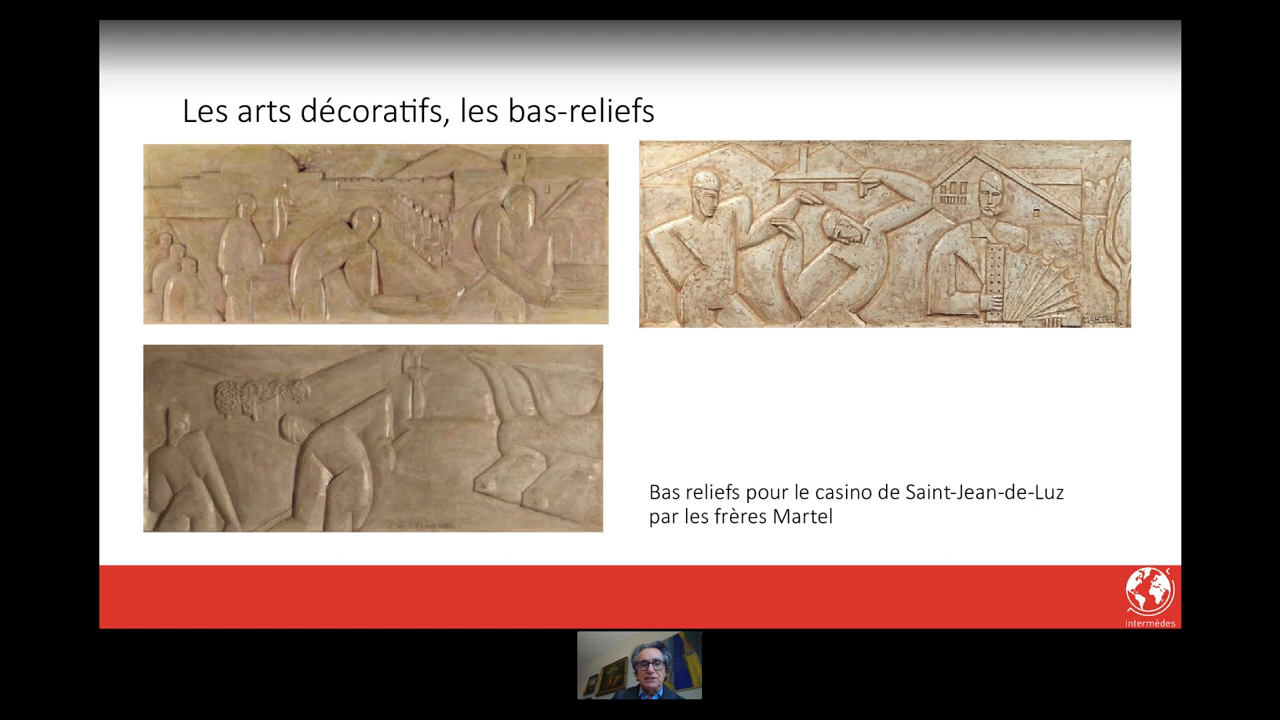 Les arts décoratifs, les bas-reliefs
MARTEL
Bas reliefs pour le casino de Saint-Jean-de-Luz
par les frères Martel
intermèdes